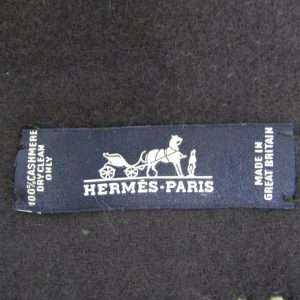 100% CASHMERE
DRY CLEAN
ONLY
HERMÈS-PARIS
MADE IN
GREAT BRITAIN